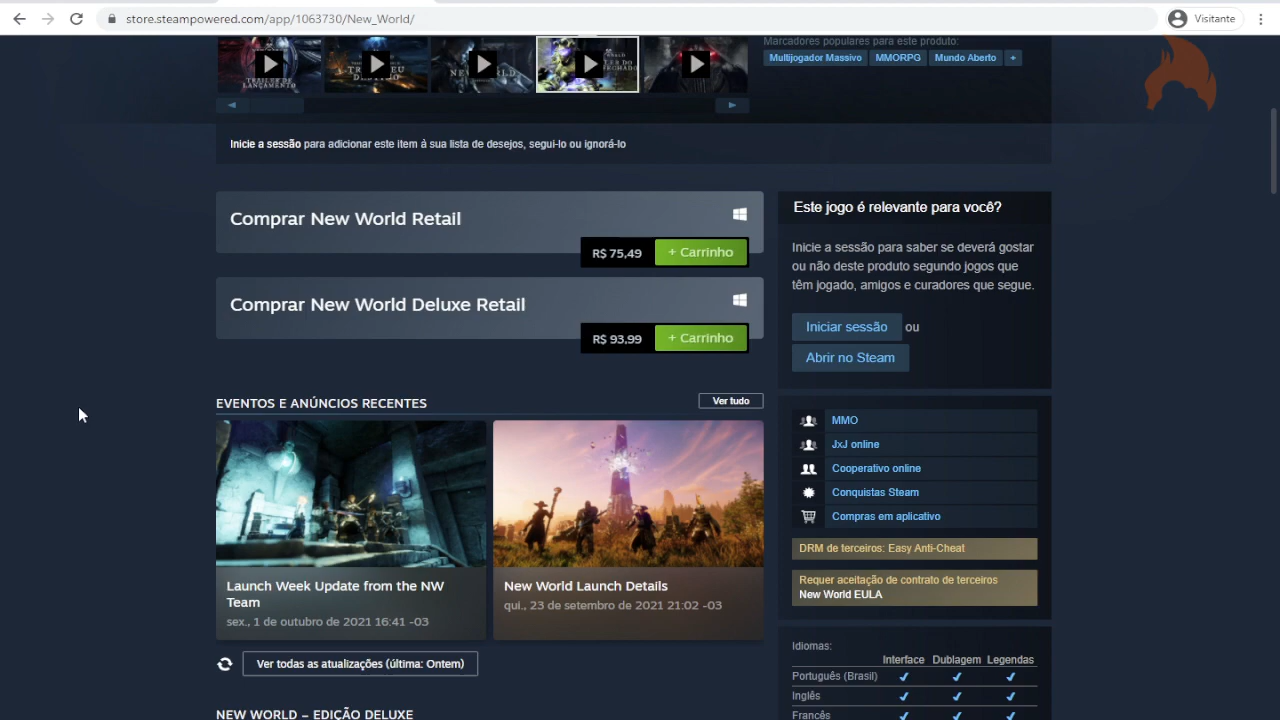 store.steampowered.com/app/1063730/New_World/
Visitante
TRAILER DE
LANÇAMENTO
Marcadores populares para este produto:
Multijogador Massivo
MMORPG
Mundo Aberto
+
Inicie a sessão para adicionar este item à sua lista de desejos, segui-lo ou ignorá-lo
Comprar New World Retail
R$ 75,49
+ Carrinho
Comprar New World Deluxe Retail
R$ 93,99
+ Carrinho
EVENTOS E ANÚNCIOS RECENTES
Ver tudo
Launch Week Update from the NW
Team
sex., 1 de outubro de 2021 16:41 -03
New World Launch Details
qui., 23 de setembro de 2021 21:02 -03
Ver todas as atualizações (última: Ontem)
NEW WORLD – EDIÇÃO DELUXE
Este jogo é relevante para você?
Inicie a sessão para saber se deverá gostar
ou não deste produto segundo jogos que
têm jogado, amigos e curadores que segue.
Iniciar sessão ou
Abrir no Steam
MMO
JxJ online
Cooperativo online
Conquistas Steam
Compras em aplicativo
DRM de terceiros: Easy Anti-Cheat
Requer aceitação de contrato de terceiros
New World EULA
Idiomas:
Interface Dublagem Legendas
Português (Brasil)
Inglês
Francês